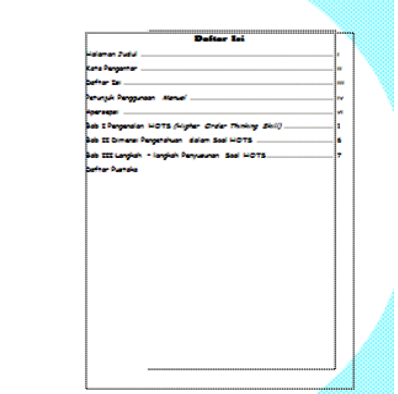 Daftar Isi
Halaman Judul ........ i
Kata Pengantar ........ ii
Daftar Isi ........ iii
Petunjuk Penggunaan Manual ........ iv
Apersepsi ........ vi
Bab I Pengenalan HOTS (Higher Order Thinking Skill) ........ 1
Bab II Dimensi Pengetahuan dalam Soal HOTS ........ 6
Bab III Langkah - langkah Penyusunan Soal HOTS ........ 7
Daftar Pustaka